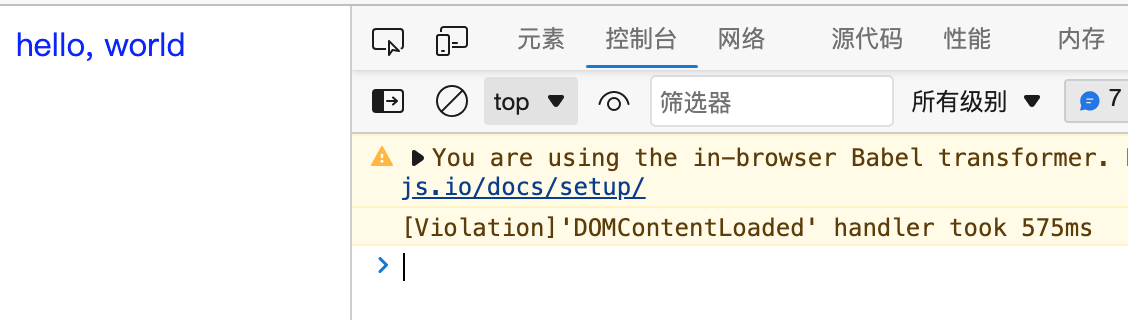 hello, world
元素 控制台 网络 源代码 性能 内存
top 筛选器 所有级别 7
You are using the in-browser Babel transformer.
js.io/docs/setup/
[Violation]'DOMContentLoaded' handler took 575ms